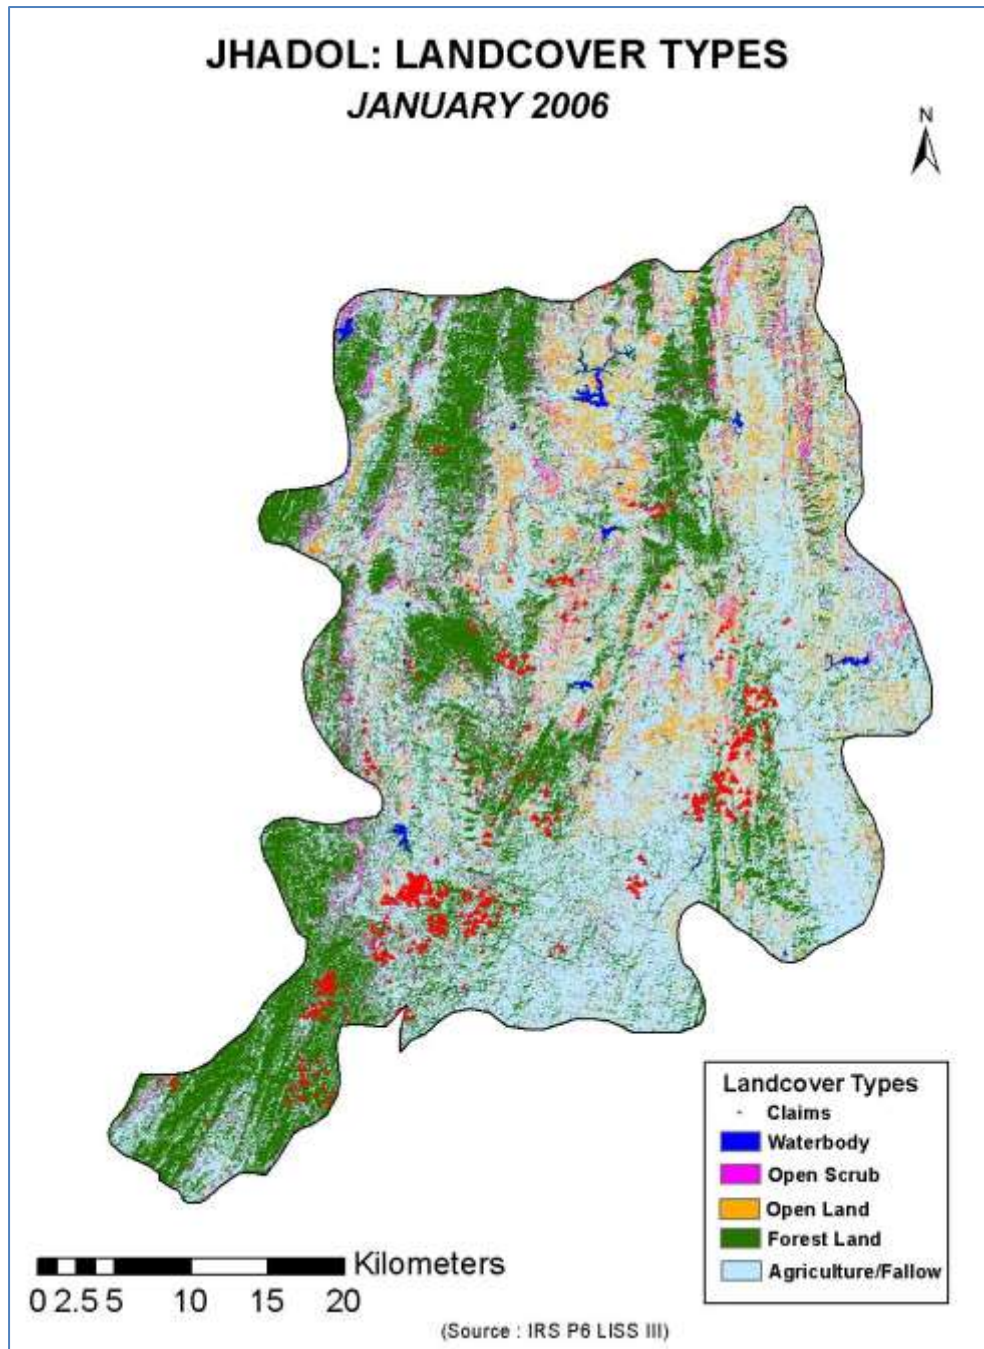 JHADOL: LANDCOVER TYPES
JANUARY 2006
N
Landcover Types
Claims
Waterbody
Open Scrub
Open Land
Forest Land
Agriculture/Fallow
Kilometers
0 2.5 5 10 15 20
(Source : IRS P6 LISS III)